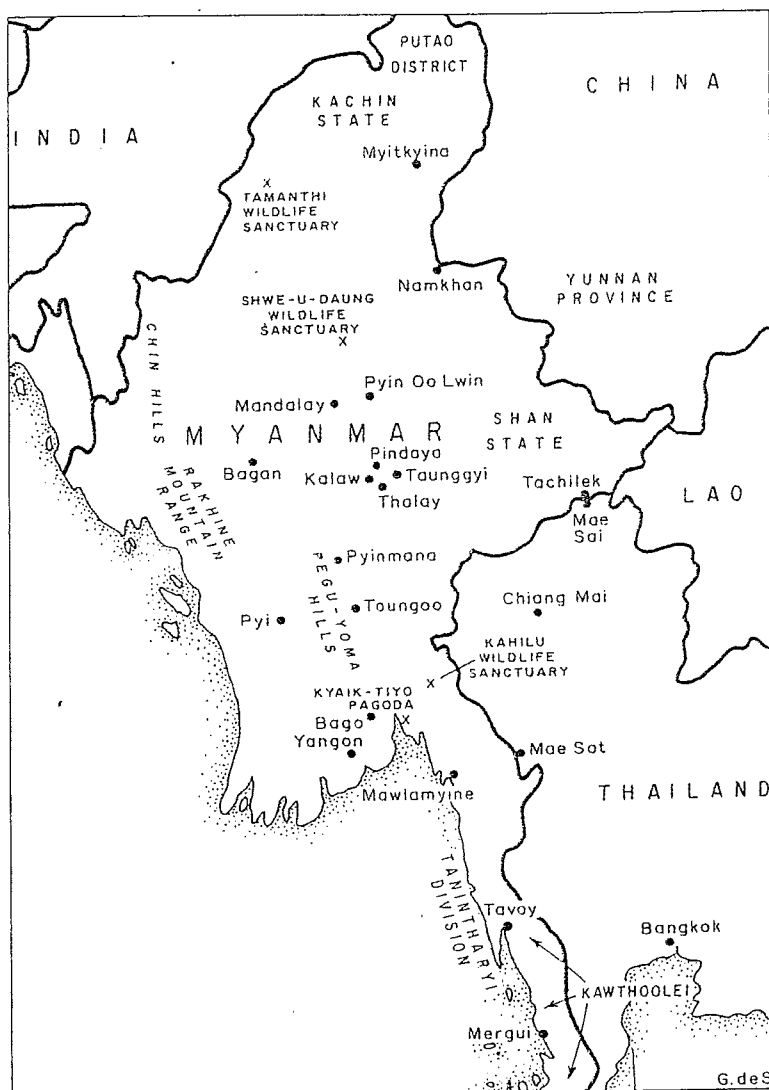 PUTAO
DISTRICT
CHINA
KACHIN
STATE
INDIA
Myitkyina
TAMANTHI
WILDLIFE
SANCTUARY
Namkhan
YUNNAN
PROVINCE
SHWE-U-DAUNG
WILDLIFE
SANCTUARY
CHIN HILLS
Pyin Oo Lwin
Mandalay
SHAN
STATE
MYANMAR
Pindaya
Bagan
Kalaw
Taunggyi
Thalay
Tachilek
LAO
Mae
Sai
RAKHINE
MOUNTAIN
RANGE
Pyinmana
PEGU-YOMA
HILLS
Toungoo
Chiang Mai
Pyi
KAHILU
WILDLIFE
SANCTUARY
KYAIK-TIYO
PAGODA
Bago
Yangon
Mae Sot
Mawlamyine
THAILAND
TANINTHARYI
DIVISION
Tavoy
Bangkok
KAWTHOOLEI
Mergui
G.deS